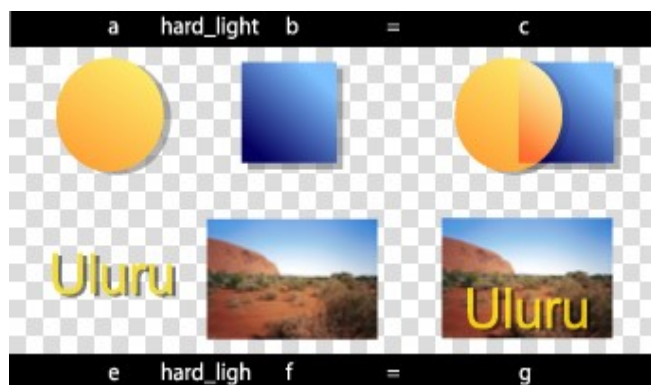 a hard_light b = c
Uluru
Uluru
e hard_ligh f = g